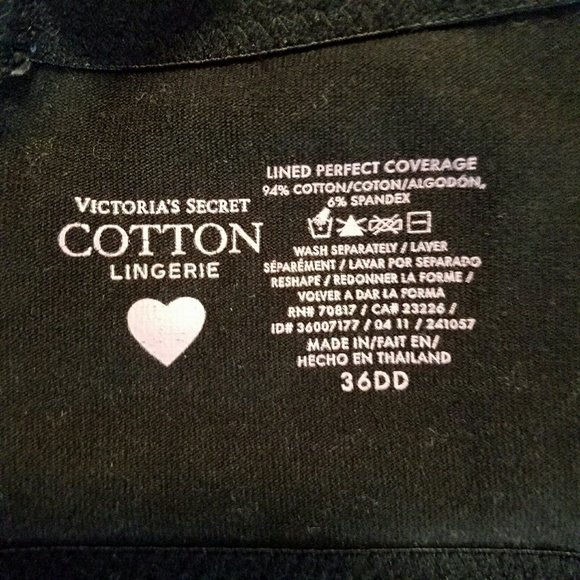 VICTORIA'S SECRET
COTTON
LINGERIE
LINED PERFECT COVERAGE
94% COTTON/COTON/ALGODÓN,
6% SPANDEX
WASH SEPARATELY / LAVER
SÉPARÉMENT / LAVAR POR SEPARADO
RESHAPE / REDONNER LA FORME /
VOLVER A DAR LA FORMA
RN# 70817 / CA# 23226 /
ID# 36007177 / 04 11 / 241057
MADE IN/FAIT EN/
HECHO EN THAILAND
36DD